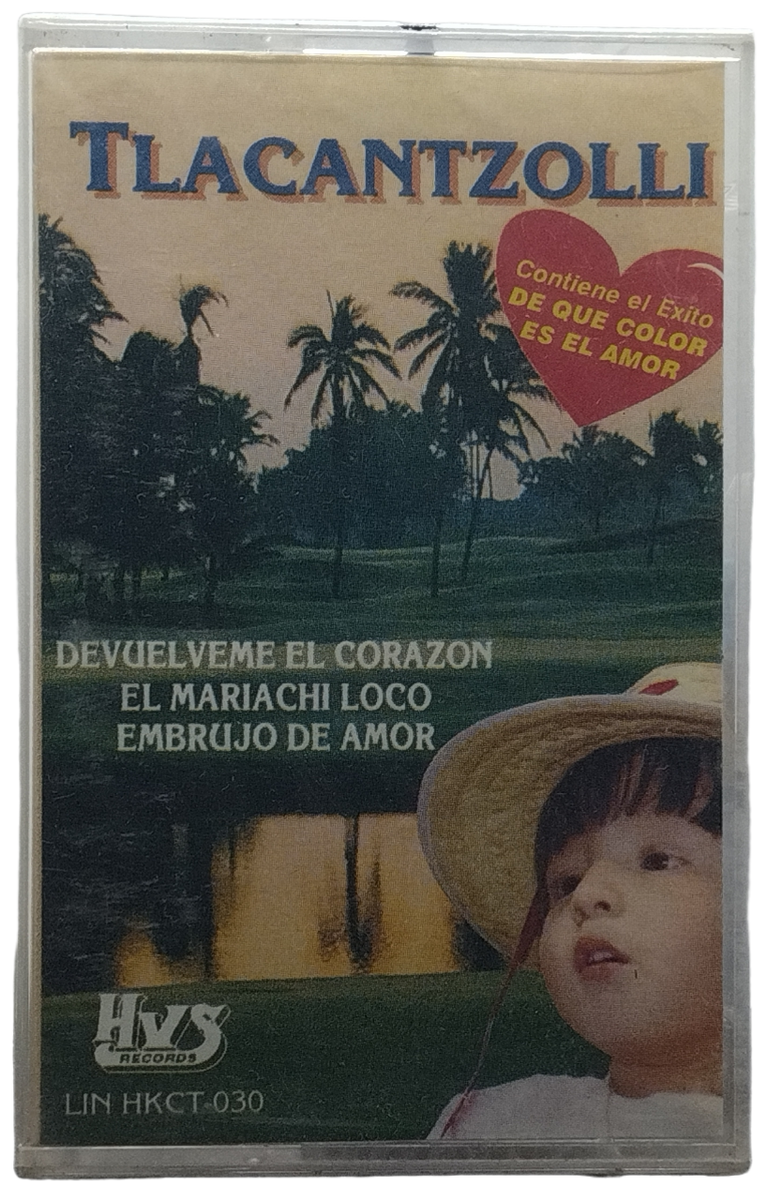 TLACANTZOLLI
Contiene el Exito
DE QUE COLOR
ES EL AMOR
DEVUELVEME EL CORAZON
EL MARIACHI LOCO
EMBRUJO DE AMOR
HVS
RECORDS
LIN HKCT-030